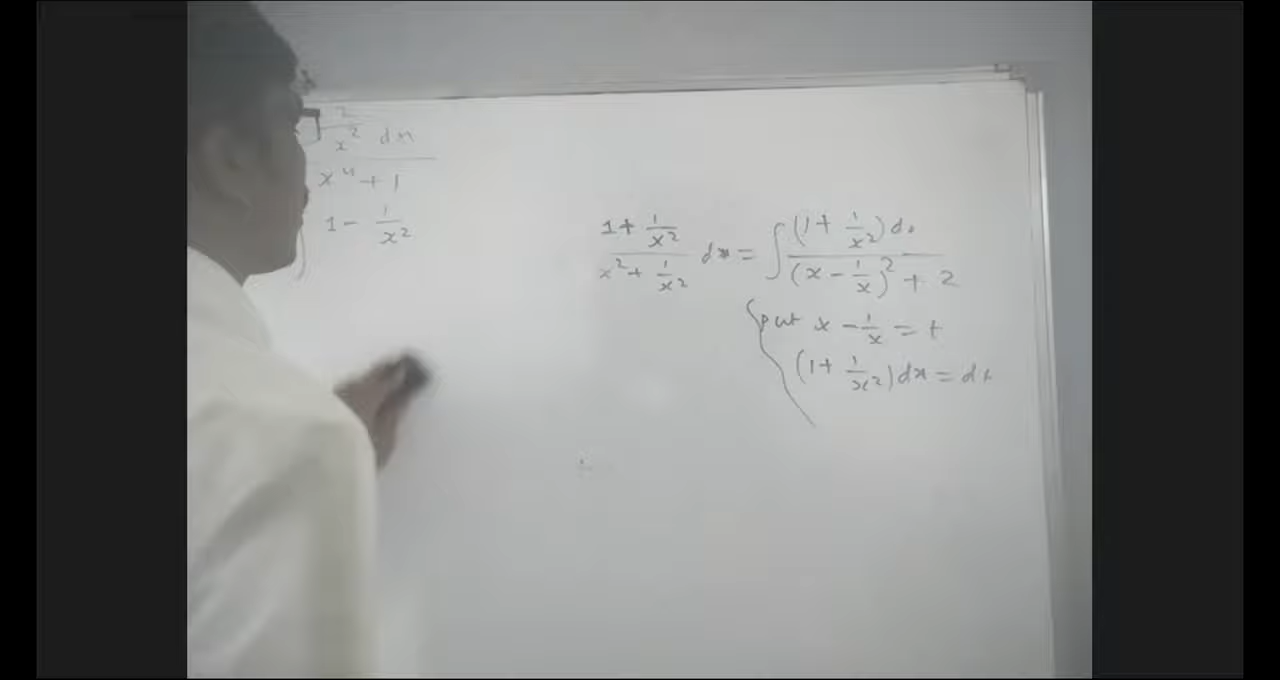 x² dx
x⁴ + 1
1 - 1/x²
(1 + 1/x²)/(x² + 1/x²) dx = ∫ (1 + 1/x²) d
/((x - 1/x)² + 2)
put x - 1/x = t
(1 + 1/x²) dx = dt